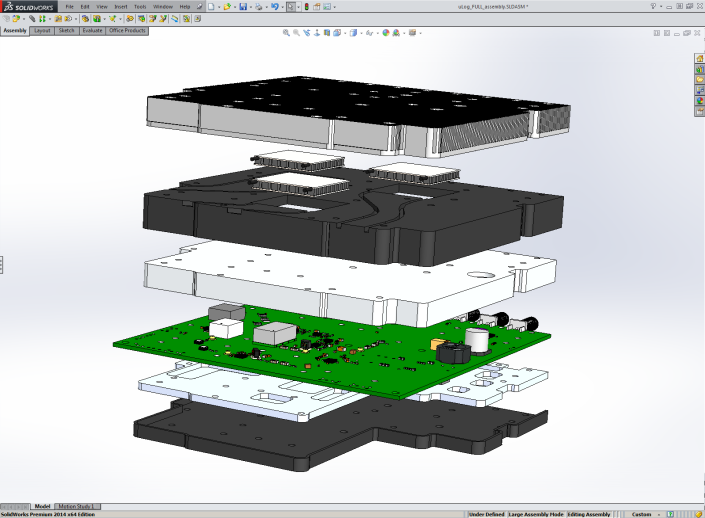 SOLIDWORKS File Edit View Insert Tools Window Help uLog_FULL_assembly.SLDASM *
Assembly Layout Sketch Evaluate Office Products
Model Motion Study 1
SolidWorks Premium 2014 x64 Edition Under Defined Large Assembly Mode Editing Assembly Custom